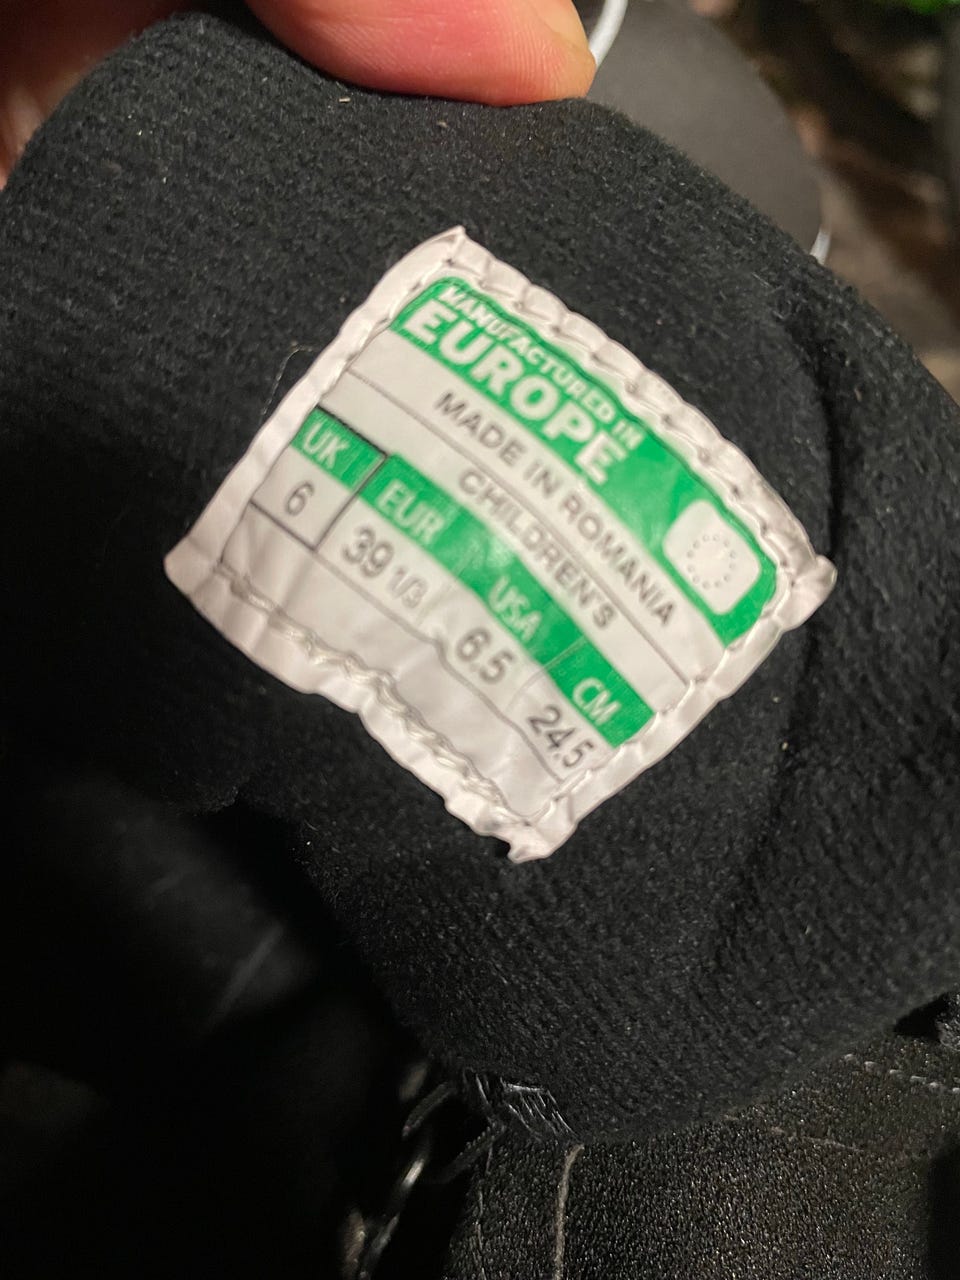 MANUFACTURED IN
EUROPE
MADE IN ROMANIA
CHILDREN'S
UK EUR USA CM
6 39 1/3 6.5 24.5